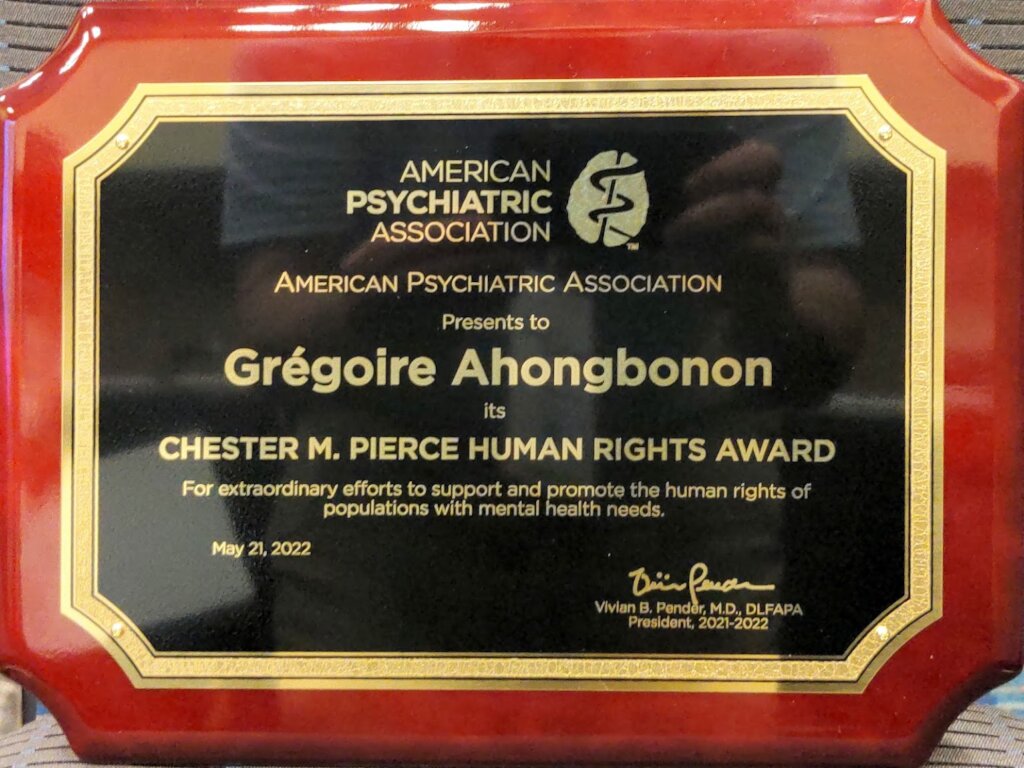 AMERICAN
PSYCHIATRIC
ASSOCIATION
TM
AMERICAN PSYCHIATRIC ASSOCIATION
Presents to
Grégoire Ahongbonon
its
CHESTER M. PIERCE HUMAN RIGHTS AWARD
For extraordinary efforts to support and promote the human rights of
populations with mental health needs.
May 21, 2022
Vivian B. Pender, M.D., DLFAPA
President, 2021-2022